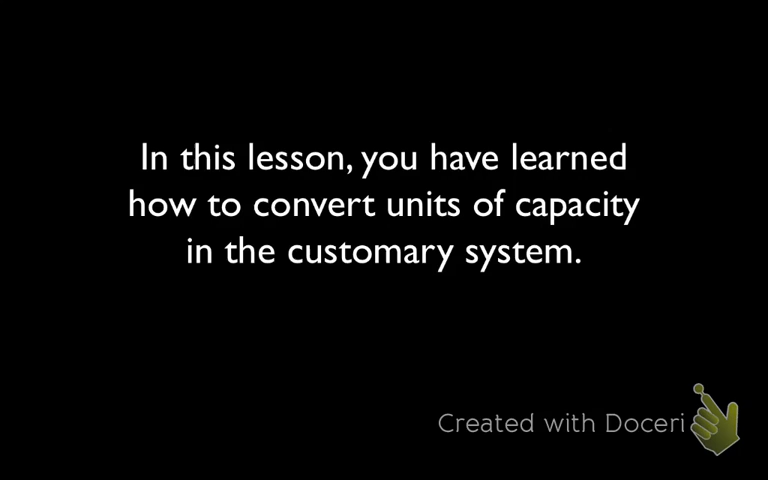 In this lesson, you have learned
how to convert units of capacity
in the customary system.
Created with Doceri